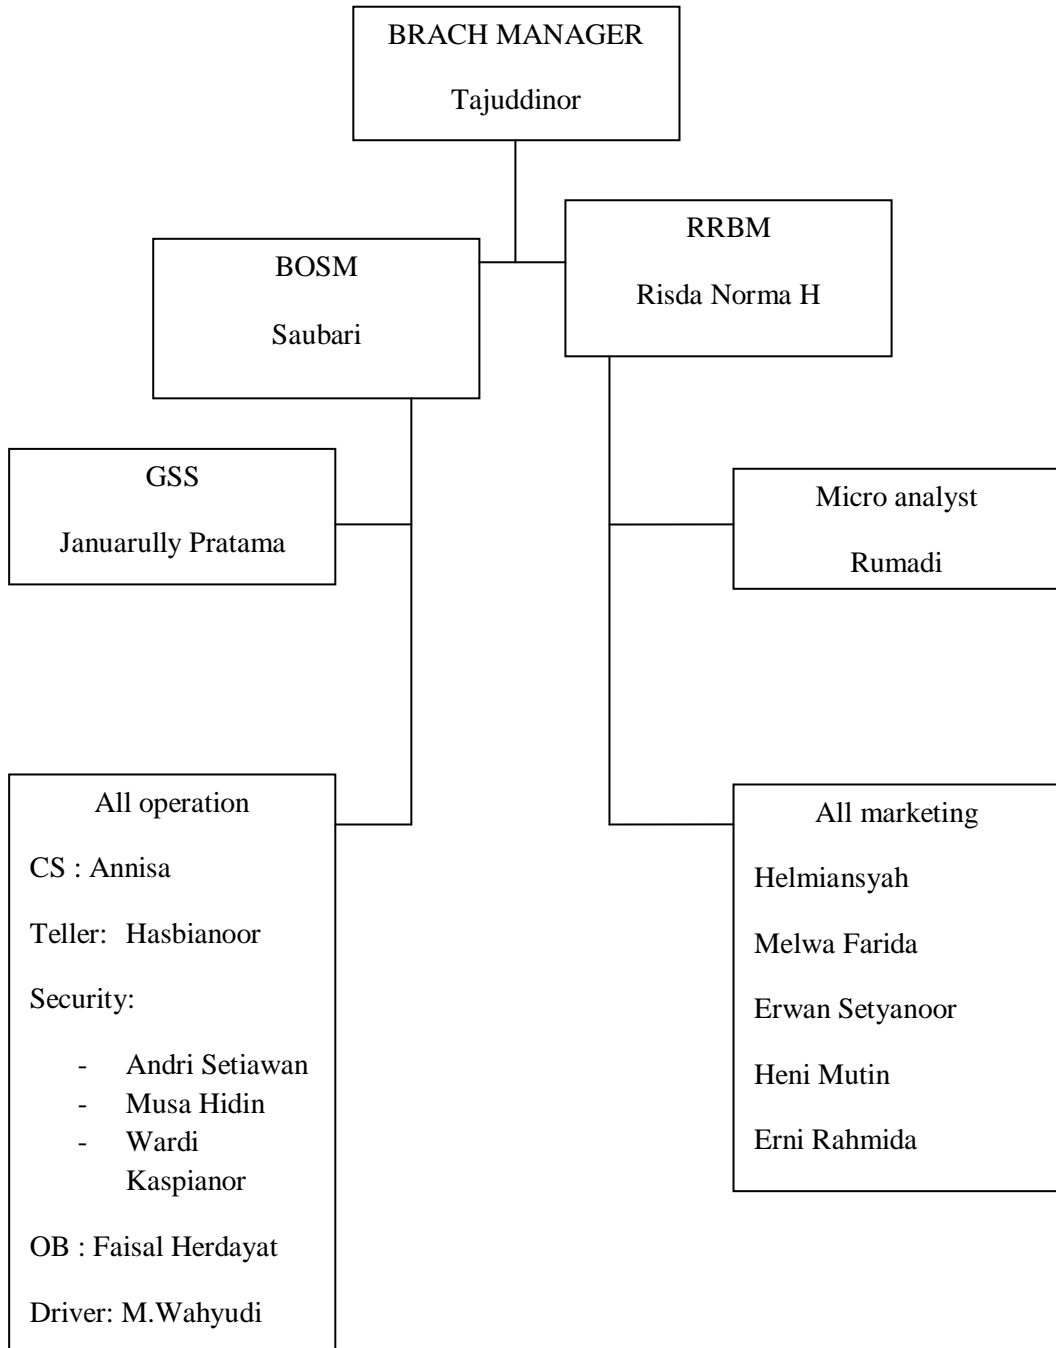 BRACH MANAGER
Tajuddinor
RRBM
Risda Norma H
BOSM
Saubari
GSS
Januarully Pratama
Micro analyst
Rumadi
All operation
CS : Annisa
Teller: Hasbianoor
Security:
- Andri Setiawan
- Musa Hidin
- Wardi
Kaspianor
OB : Faisal Herdayat
Driver: M.Wahyudi
All marketing
Helmiansyah
Melwa Farida
Erwan Setyanoor
Heni Mutin
Erni Rahmida